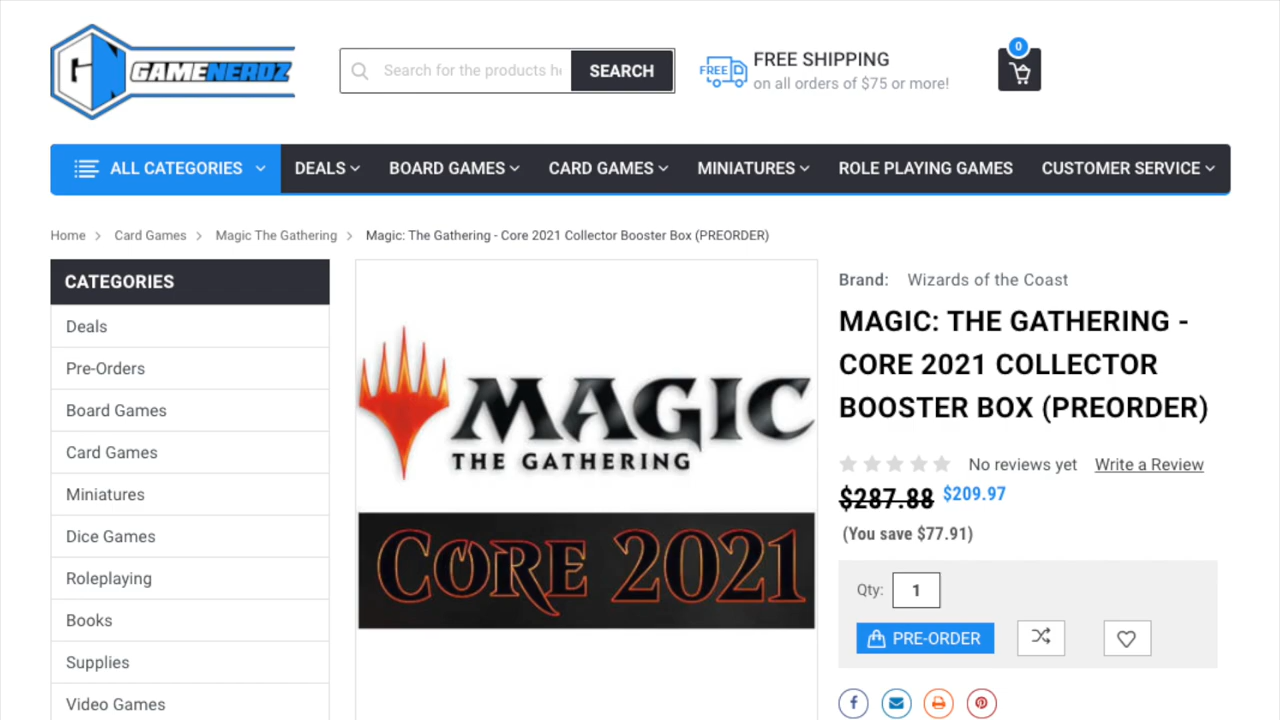 GAMENERDZ
Search for the products he
SEARCH
FREE
FREE SHIPPING
on all orders of $75 or more!
0
ALL CATEGORIES
DEALS
BOARD GAMES
CARD GAMES
MINIATURES
ROLE PLAYING GAMES
CUSTOMER SERVICE
Home > Card Games > Magic The Gathering > Magic: The Gathering - Core 2021 Collector Booster Box (PREORDER)
CATEGORIES
Deals
Pre-Orders
Board Games
Card Games
Miniatures
Dice Games
Roleplaying
Books
Supplies
Video Games
MAGIC
THE GATHERING
CORE 2021
Brand: Wizards of the Coast
MAGIC: THE GATHERING -
CORE 2021 COLLECTOR
BOOSTER BOX (PREORDER)
No reviews yet Write a Review
$287.88 $209.97
(You save $77.91)
Qty: 1
PRE-ORDER